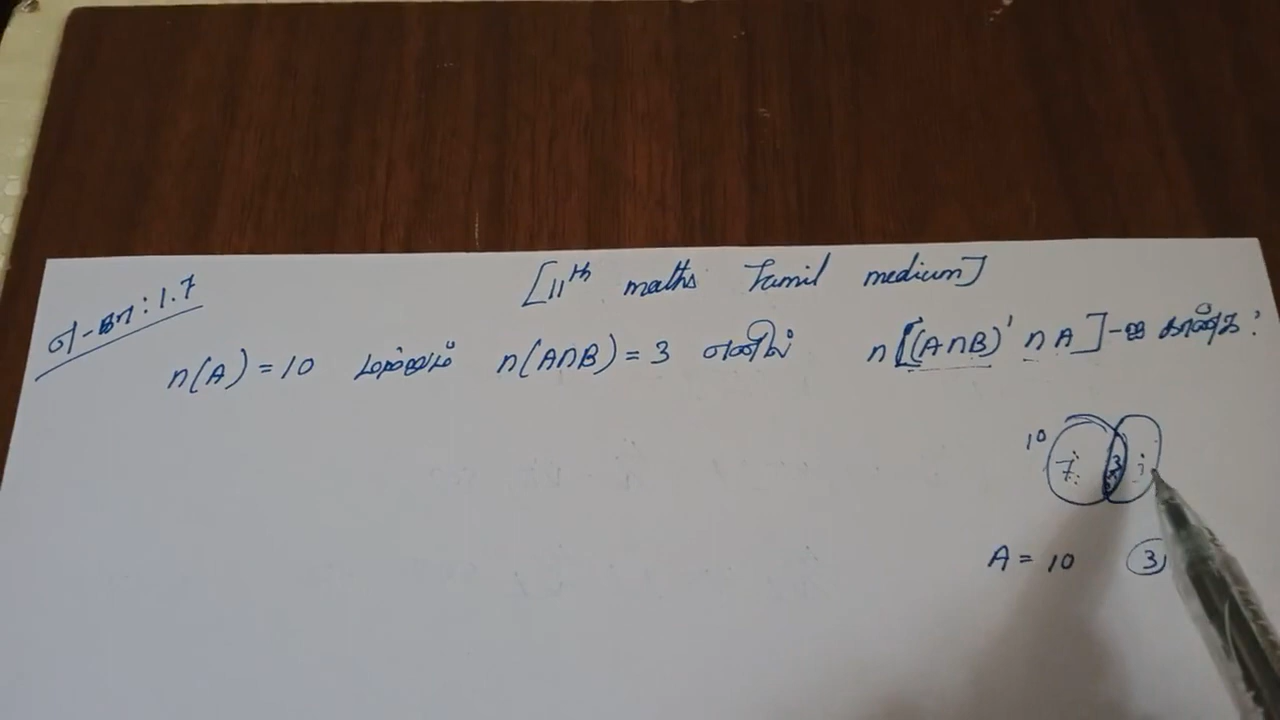 [11th maths Tamil medium]
எ-கா : 1.7
n(A) = 10 மற்றும் n(A∩B) = 3 எனில் n[(A∩B)' ∩ A] -ஐ காண்க :
10
7 3
A = 10 3